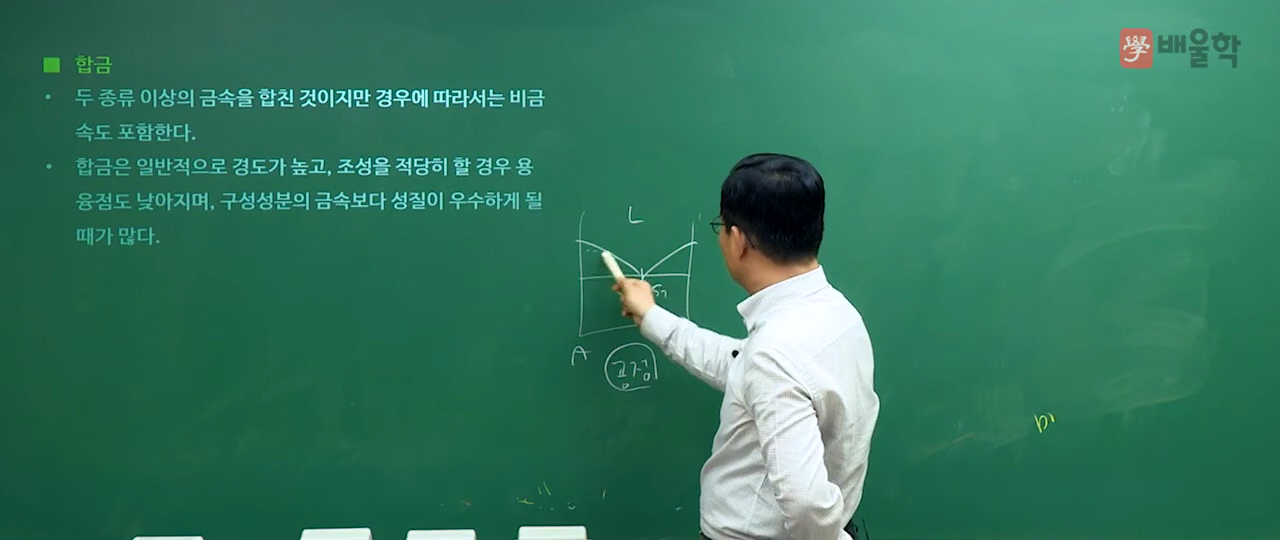 學 배울학
■ 합금
• 두 종류 이상의 금속을 합친 것이지만 경우에 따라서는 비금
속도 포함한다.
• 합금은 일반적으로 경도가 높고, 조성을 적당히 할 경우 용
융점도 낮아지며, 구성성분의 금속보다 성질이 우수하게 될
때가 많다.
L
A
공정